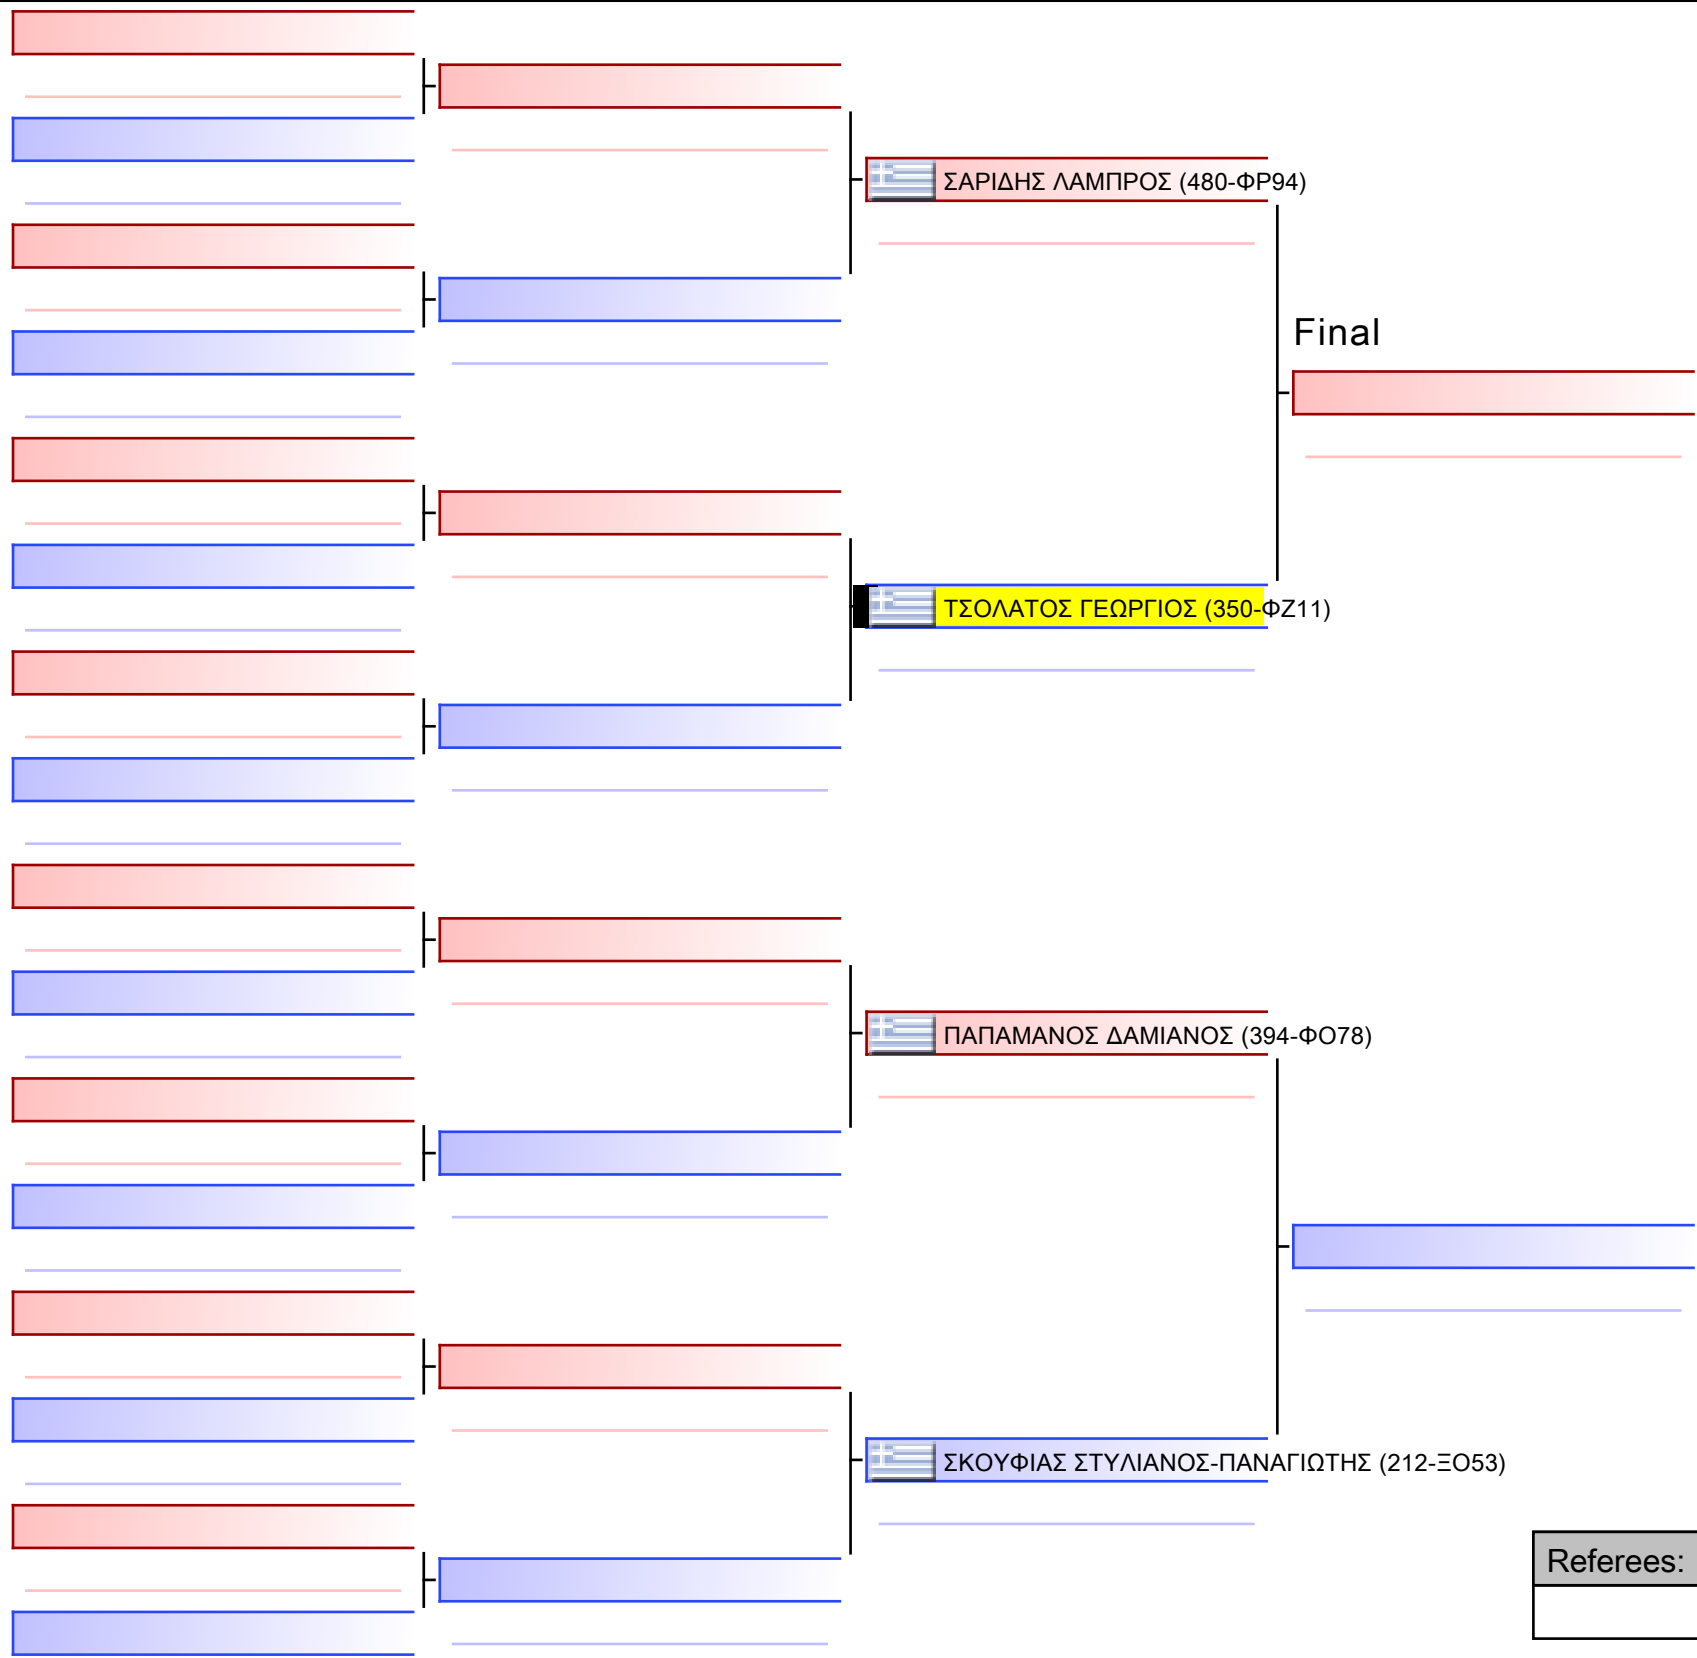 ΣΑΡΙΔΗΣ ΛΑΜΠΡΟΣ (480-ΦΡ94)
Final
ΤΣΟΛΑΤΟΣ ΓΕΩΡΓΙΟΣ (350-ΦΖ11)
ΠΑΠΑΜΑΝΟΣ ΔΑΜΙΑΝΟΣ (394-ΦΟ78)
ΣΚΟΥΦΙΑΣ ΣΤΥΛΙΑΝΟΣ-ΠΑΝΑΓΙΩΤΗΣ (212-ΞΟ53)
Referees: